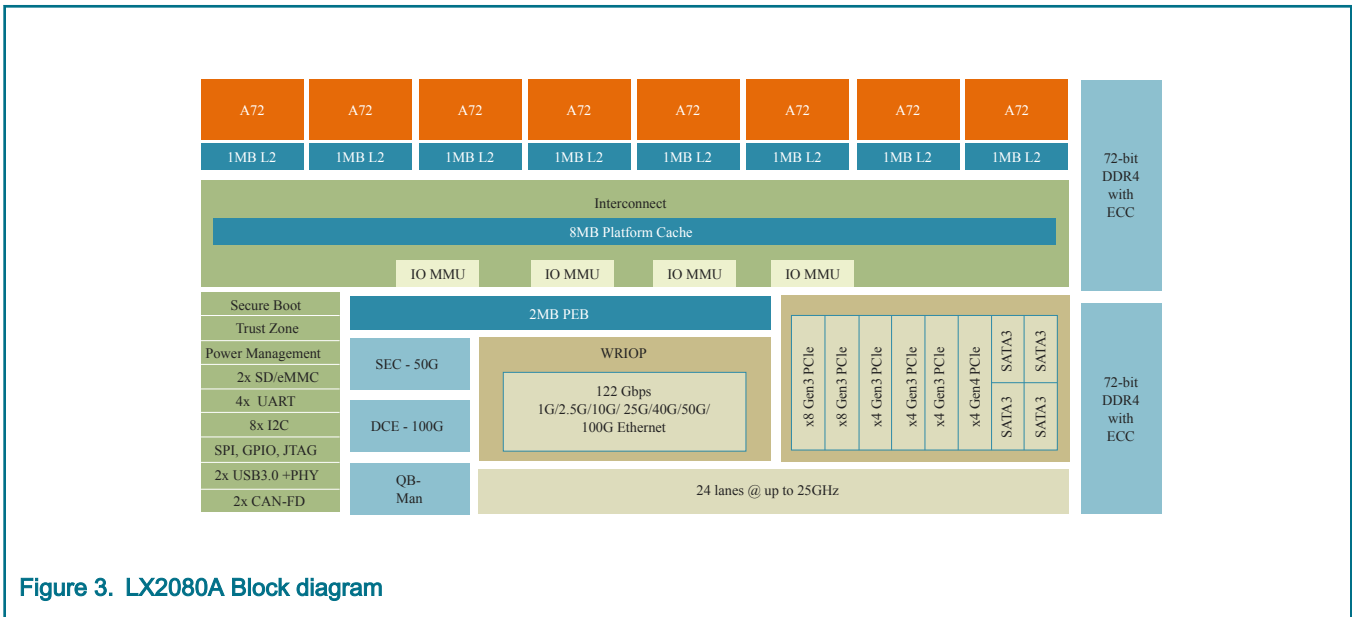 A72
A72
A72
A72
A72
A72
A72
A72
1MB L2
1MB L2
1MB L2
1MB L2
1MB L2
1MB L2
1MB L2
1MB L2
72-bit
DDR4
with
ECC
Interconnect
8MB Platform Cache
IO MMU
IO MMU
IO MMU
IO MMU
Secure Boot
Trust Zone
Power Management
2x SD/eMMC
4x UART
8x I2C
SPI, GPIO, JTAG
2x USB3.0 +PHY
2x CAN-FD
2MB PEB
SEC - 50G
DCE - 100G
QB-
Man
WRIOP
122 Gbps
1G/2.5G/10G/ 25G/40G/50G/
100G Ethernet
x8 Gen3 PCIe
x8 Gen3 PCIe
x4 Gen3 PCIe
x4 Gen3 PCIe
x4 Gen3 PCIe
x4 Gen4 PCIe
SATA3
SATA3
SATA3
SATA3
24 lanes @ up to 25GHz
72-bit
DDR4
with
ECC
Figure 3. LX2080A Block diagram